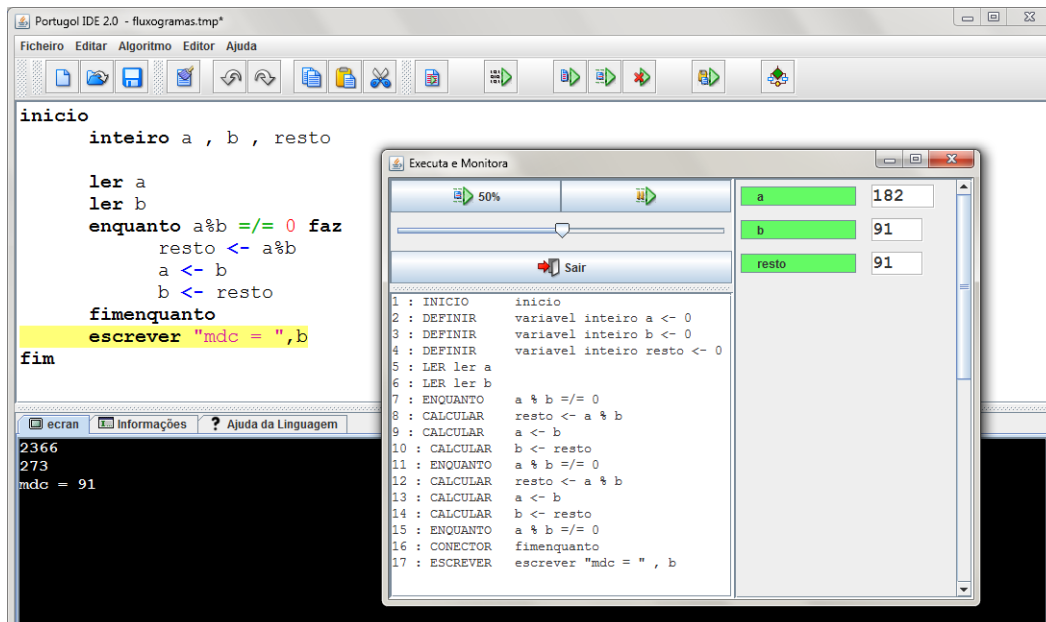 Portugol IDE 2.0 - fluxogramas.tmp*
Ficheiro Editar Algoritmo Editor Ajuda
inicio
inteiro a , b , resto
ler a
ler b
enquanto a%b =/= 0 faz
resto <- a%b
a <- b
b <- resto
fimenquanto
escrever "mdc = ",b
fim
ecran Informações ? Ajuda da Linguagem
2366
273
mdc = 91
Executa e Monitora
50%
Sair
1 : INICIO inicio
2 : DEFINIR variavel inteiro a <- 0
3 : DEFINIR variavel inteiro b <- 0
4 : DEFINIR variavel inteiro resto <- 0
5 : LER ler a
6 : LER ler b
7 : ENQUANTO a % b =/= 0
8 : CALCULAR resto <- a % b
9 : CALCULAR a <- b
10 : CALCULAR b <- resto
11 : ENQUANTO a % b =/= 0
12 : CALCULAR resto <- a % b
13 : CALCULAR a <- b
14 : CALCULAR b <- resto
15 : ENQUANTO a % b =/= 0
16 : CONECTOR fimenquanto
17 : ESCREVER escrever "mdc = " , b
a 182
b 91
resto 91